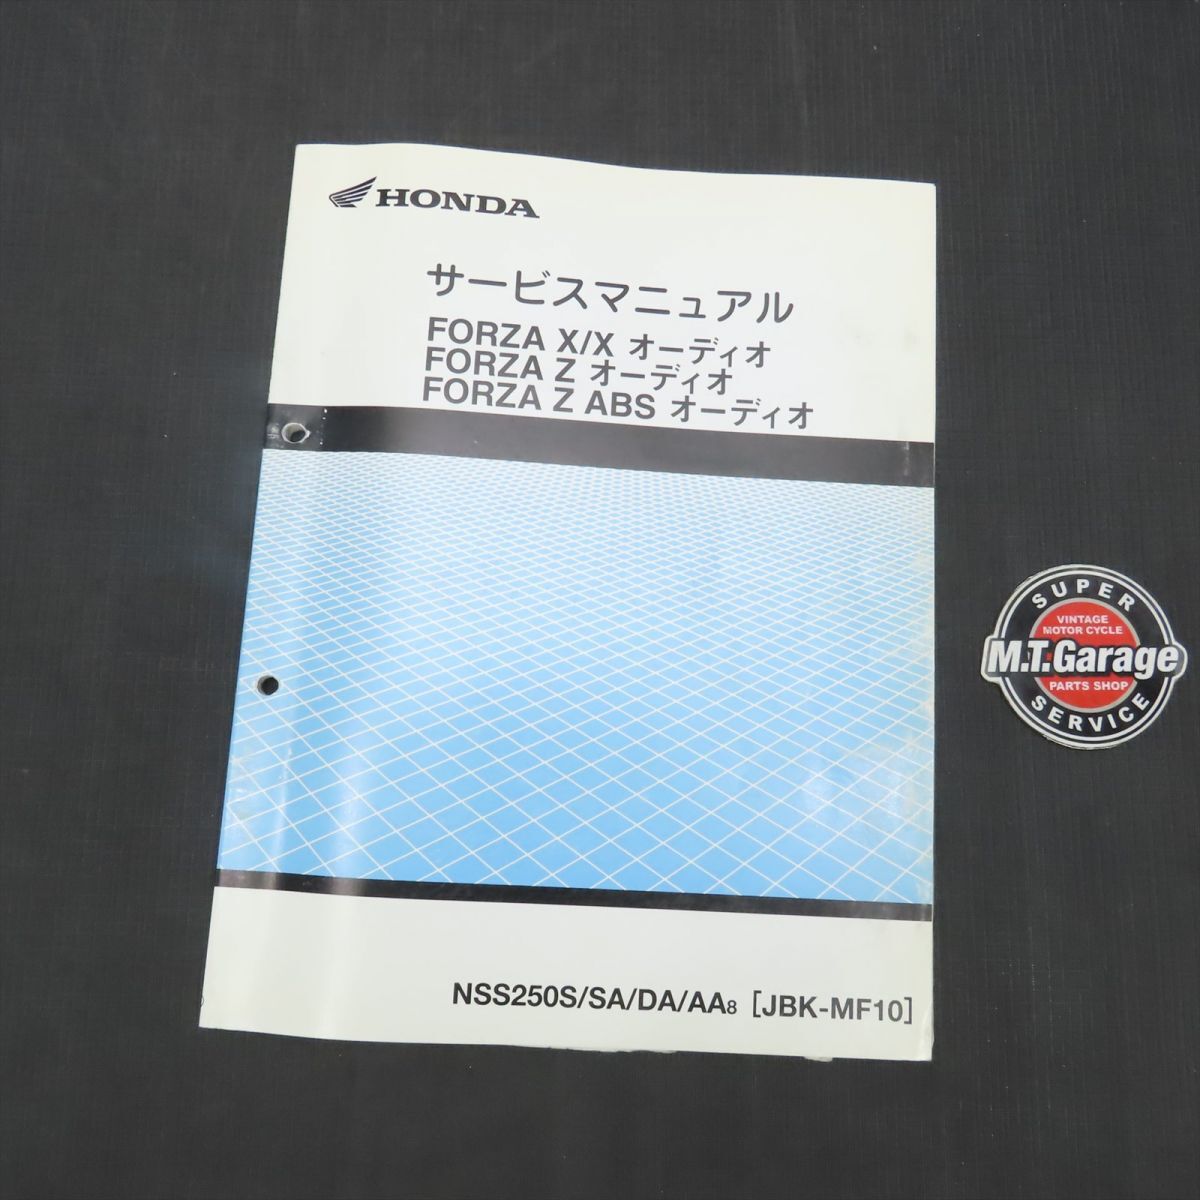 HONDA
サービスマニュアル
FORZA X/X オーディオ
FORZA Z オーディオ
FORZA Z ABS オーディオ
NSS250S/SA/DA/AA8 [JBK-MF10]
SUPER
VINTAGE
MOTOR CYCLE
M.T.Garage
PARTS SHOP
SERVICE